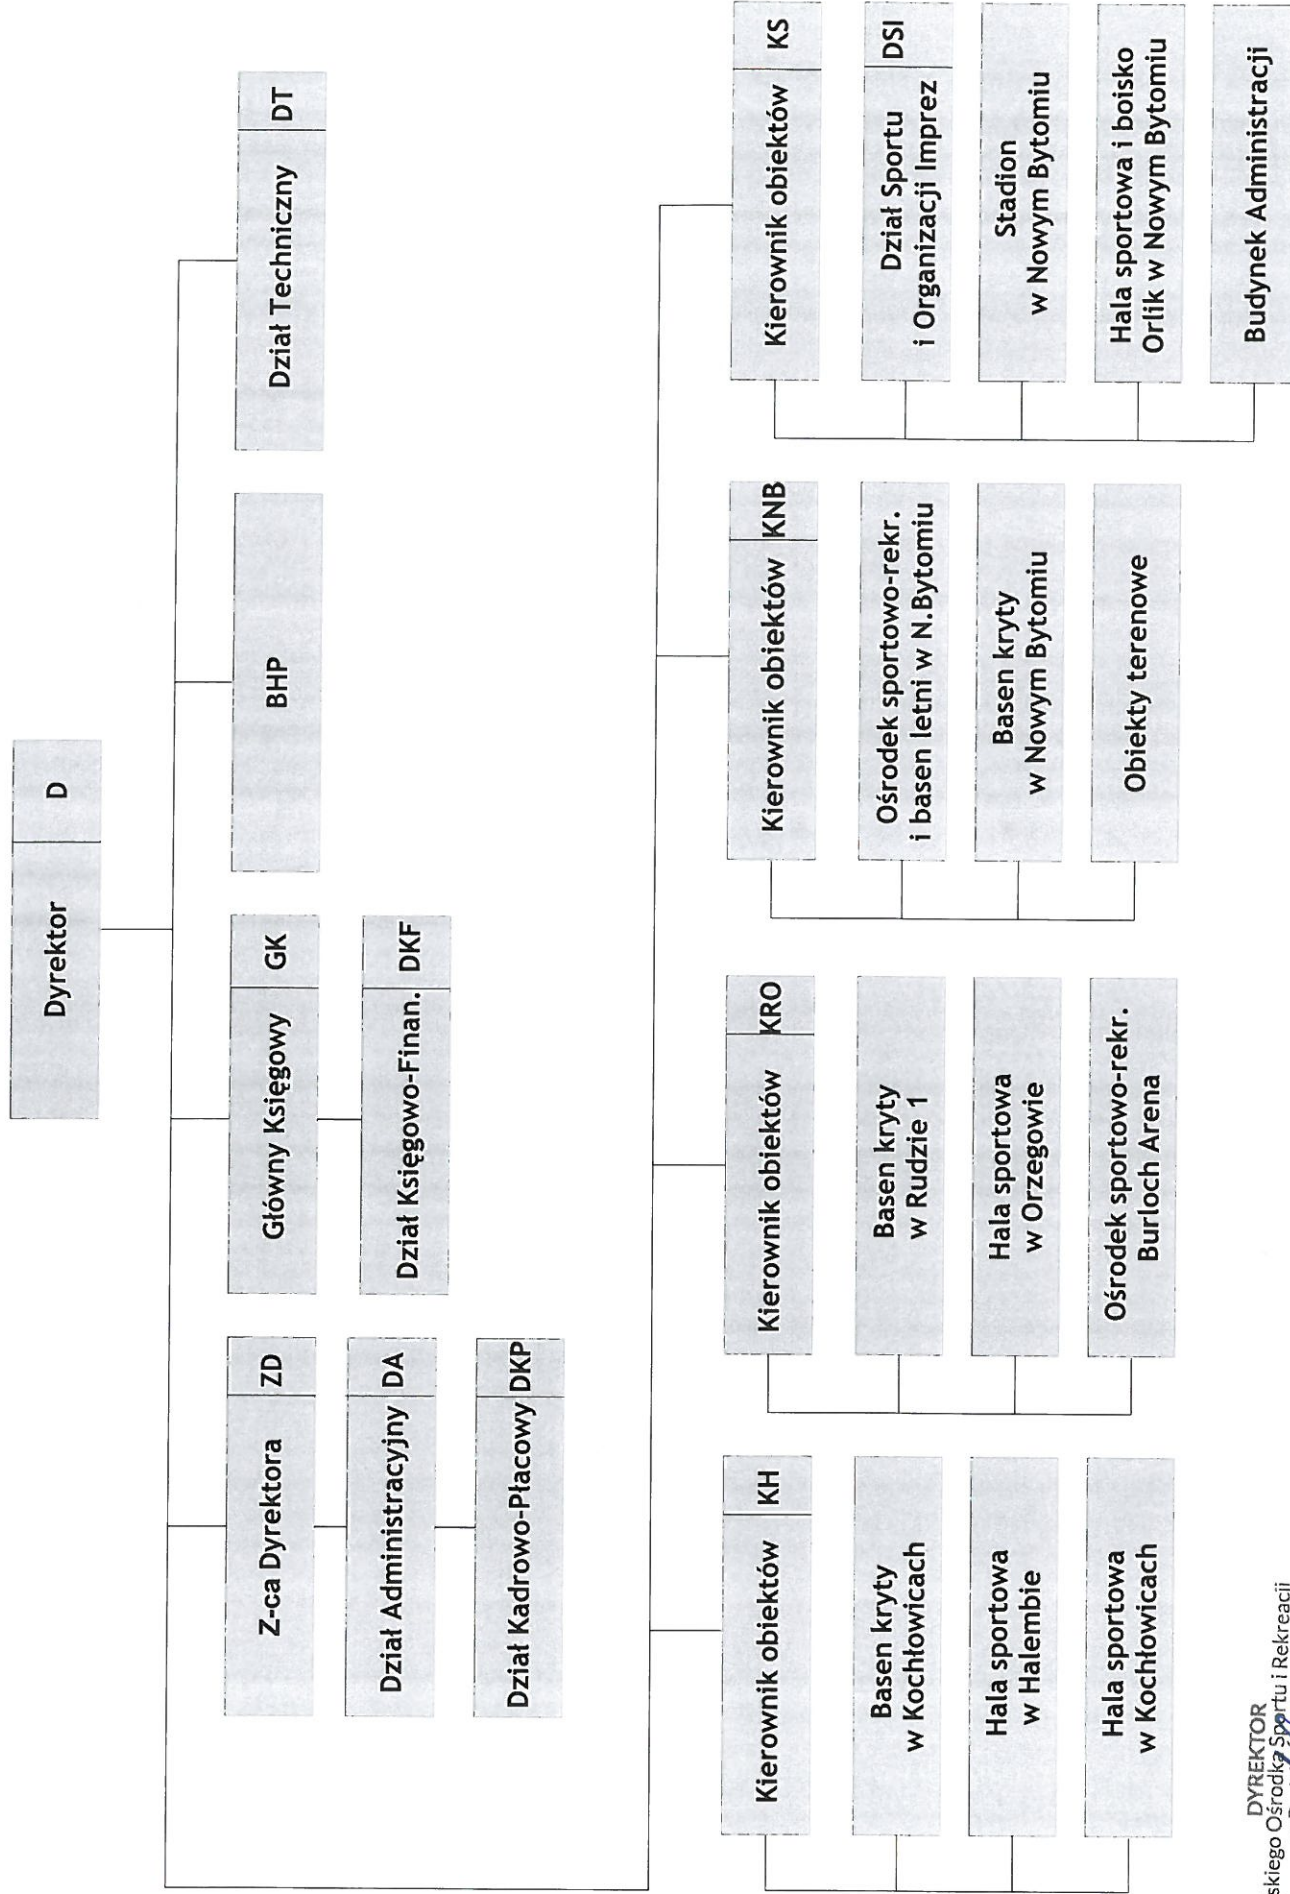 Dyrektor D
Z-ca Dyrektora ZD
Główny Księgowy GK
BHP
Dział Techniczny DT
Dział Administracyjny DA
Dział Księgowo-Finan. DKF
Dział Kadrowo-Płacowy DKP
Kierownik obiektów KH
Basen kryty
w Kochłowicach
Hala sportowa
w Halembie
Hala sportowa
w Kochłowicach
Kierownik obiektów KRO
Basen kryty
w Rudzie 1
Hala sportowa
w Orzegowie
Ośrodek sportowo-rekr.
Burloch Arena
Kierownik obiektów KNB
Ośrodek sportowo-rekr.
i basen letni w N.Bytomiu
Basen kryty
w Nowym Bytomiu
Obiekty terenowe
Kierownik obiektów KS
Dział Sportu DSI
i Organizacji Imprez
Stadion
w Nowym Bytomiu
Hala sportowa i boisko
Orlik w Nowym Bytomiu
Budynek Administracji
DYREKTOR
skiego Ośrodka Sportu i Rekreacji